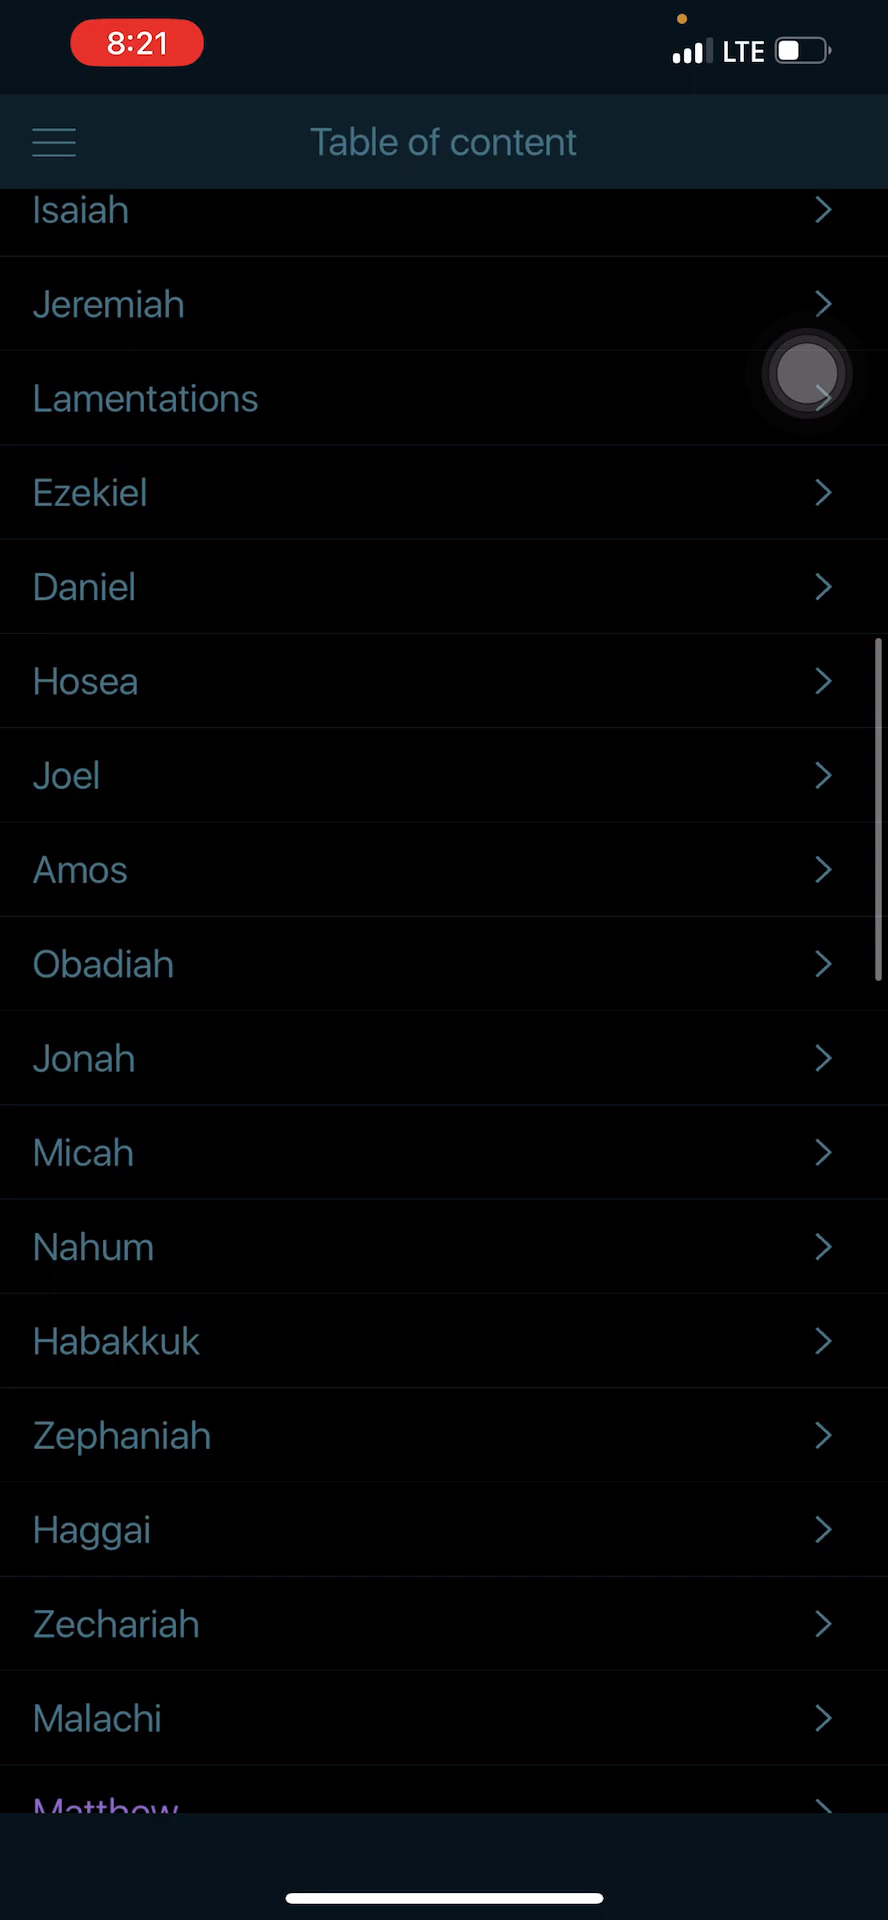 8:21
LTE
Table of content
Isaiah
Jeremiah
Lamentations
Ezekiel
Daniel
Hosea
Joel
Amos
Obadiah
Jonah
Micah
Nahum
Habakkuk
Zephaniah
Haggai
Zechariah
Malachi
Matthew